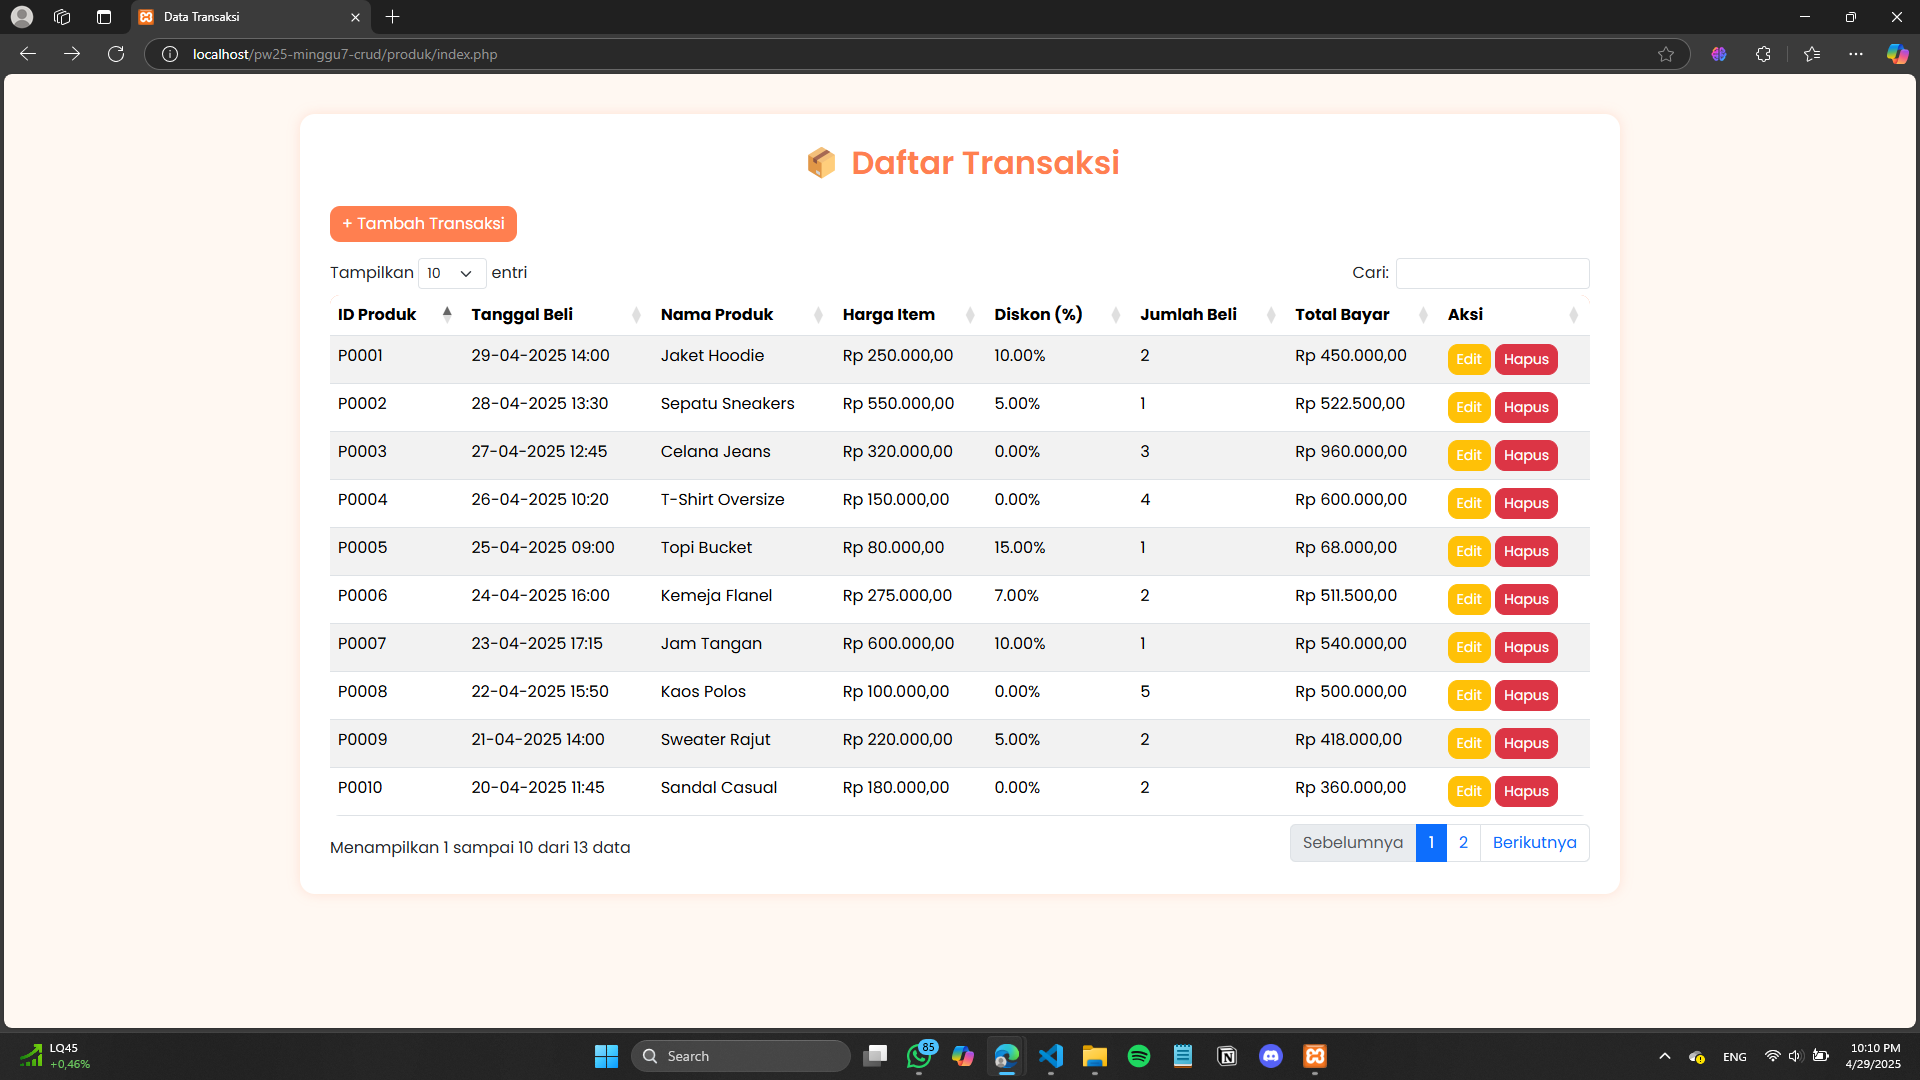 Data Transaksi
localhost/pw25-minggu7-crud/produk/index.php
Daftar Transaksi
+ Tambah Transaksi
Tampilkan 10 entri Cari:
ID Produk Tanggal Beli Nama Produk Harga Item Diskon (%) Jumlah Beli Total Bayar Aksi
P0001 29-04-2025 14:00 Jaket Hoodie Rp 250.000,00 10.00% 2 Rp 450.000,00 Edit Hapus
P0002 28-04-2025 13:30 Sepatu Sneakers Rp 550.000,00 5.00% 1 Rp 522.500,00 Edit Hapus
P0003 27-04-2025 12:45 Celana Jeans Rp 320.000,00 0.00% 3 Rp 960.000,00 Edit Hapus
P0004 26-04-2025 10:20 T-Shirt Oversize Rp 150.000,00 0.00% 4 Rp 600.000,00 Edit Hapus
P0005 25-04-2025 09:00 Topi Bucket Rp 80.000,00 15.00% 1 Rp 68.000,00 Edit Hapus
P0006 24-04-2025 16:00 Kemeja Flanel Rp 275.000,00 7.00% 2 Rp 511.500,00 Edit Hapus
P0007 23-04-2025 17:15 Jam Tangan Rp 600.000,00 10.00% 1 Rp 540.000,00 Edit Hapus
P0008 22-04-2025 15:50 Kaos Polos Rp 100.000,00 0.00% 5 Rp 500.000,00 Edit Hapus
P0009 21-04-2025 14:00 Sweater Rajut Rp 220.000,00 5.00% 2 Rp 418.000,00 Edit Hapus
P0010 20-04-2025 11:45 Sandal Casual Rp 180.000,00 0.00% 2 Rp 360.000,00 Edit Hapus
Menampilkan 1 sampai 10 dari 13 data Sebelumnya 1 2 Berikutnya
LQ45
+0,46%
Search
85
ENG
10:10 PM
4/29/2025